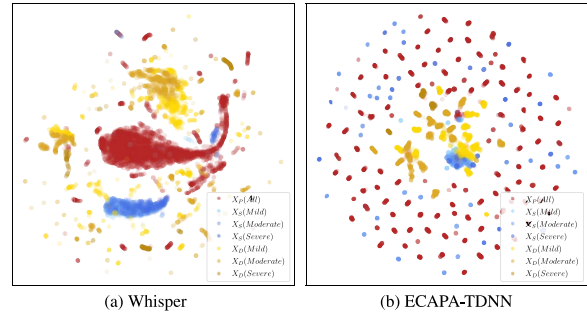 X_P(All)
X_S(Mild)
X_S(Moderate)
X_S(Severe)
X_D(Mild)
X_D(Moderate)
X_D(Severe)
X_P(All)
X_S(Mild)
X_S(Moderate)
X_S(Severe)
X_D(Mild)
X_D(Moderate)
X_D(Severe)
(a) Whisper
(b) ECAPA-TDNN